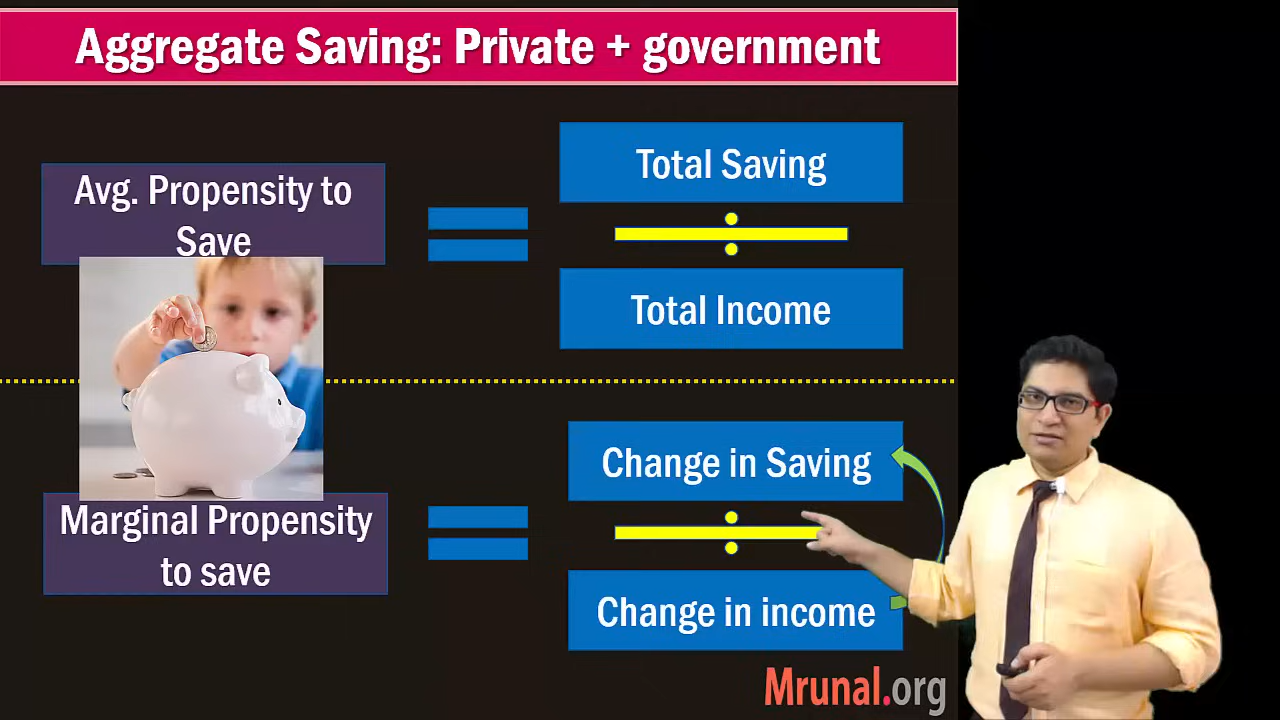 Aggregate Saving: Private + government
Avg. Propensity to
Save
Total Saving
Total Income
Marginal Propensity
to save
Change in Saving
Change in income
Mrunal.org